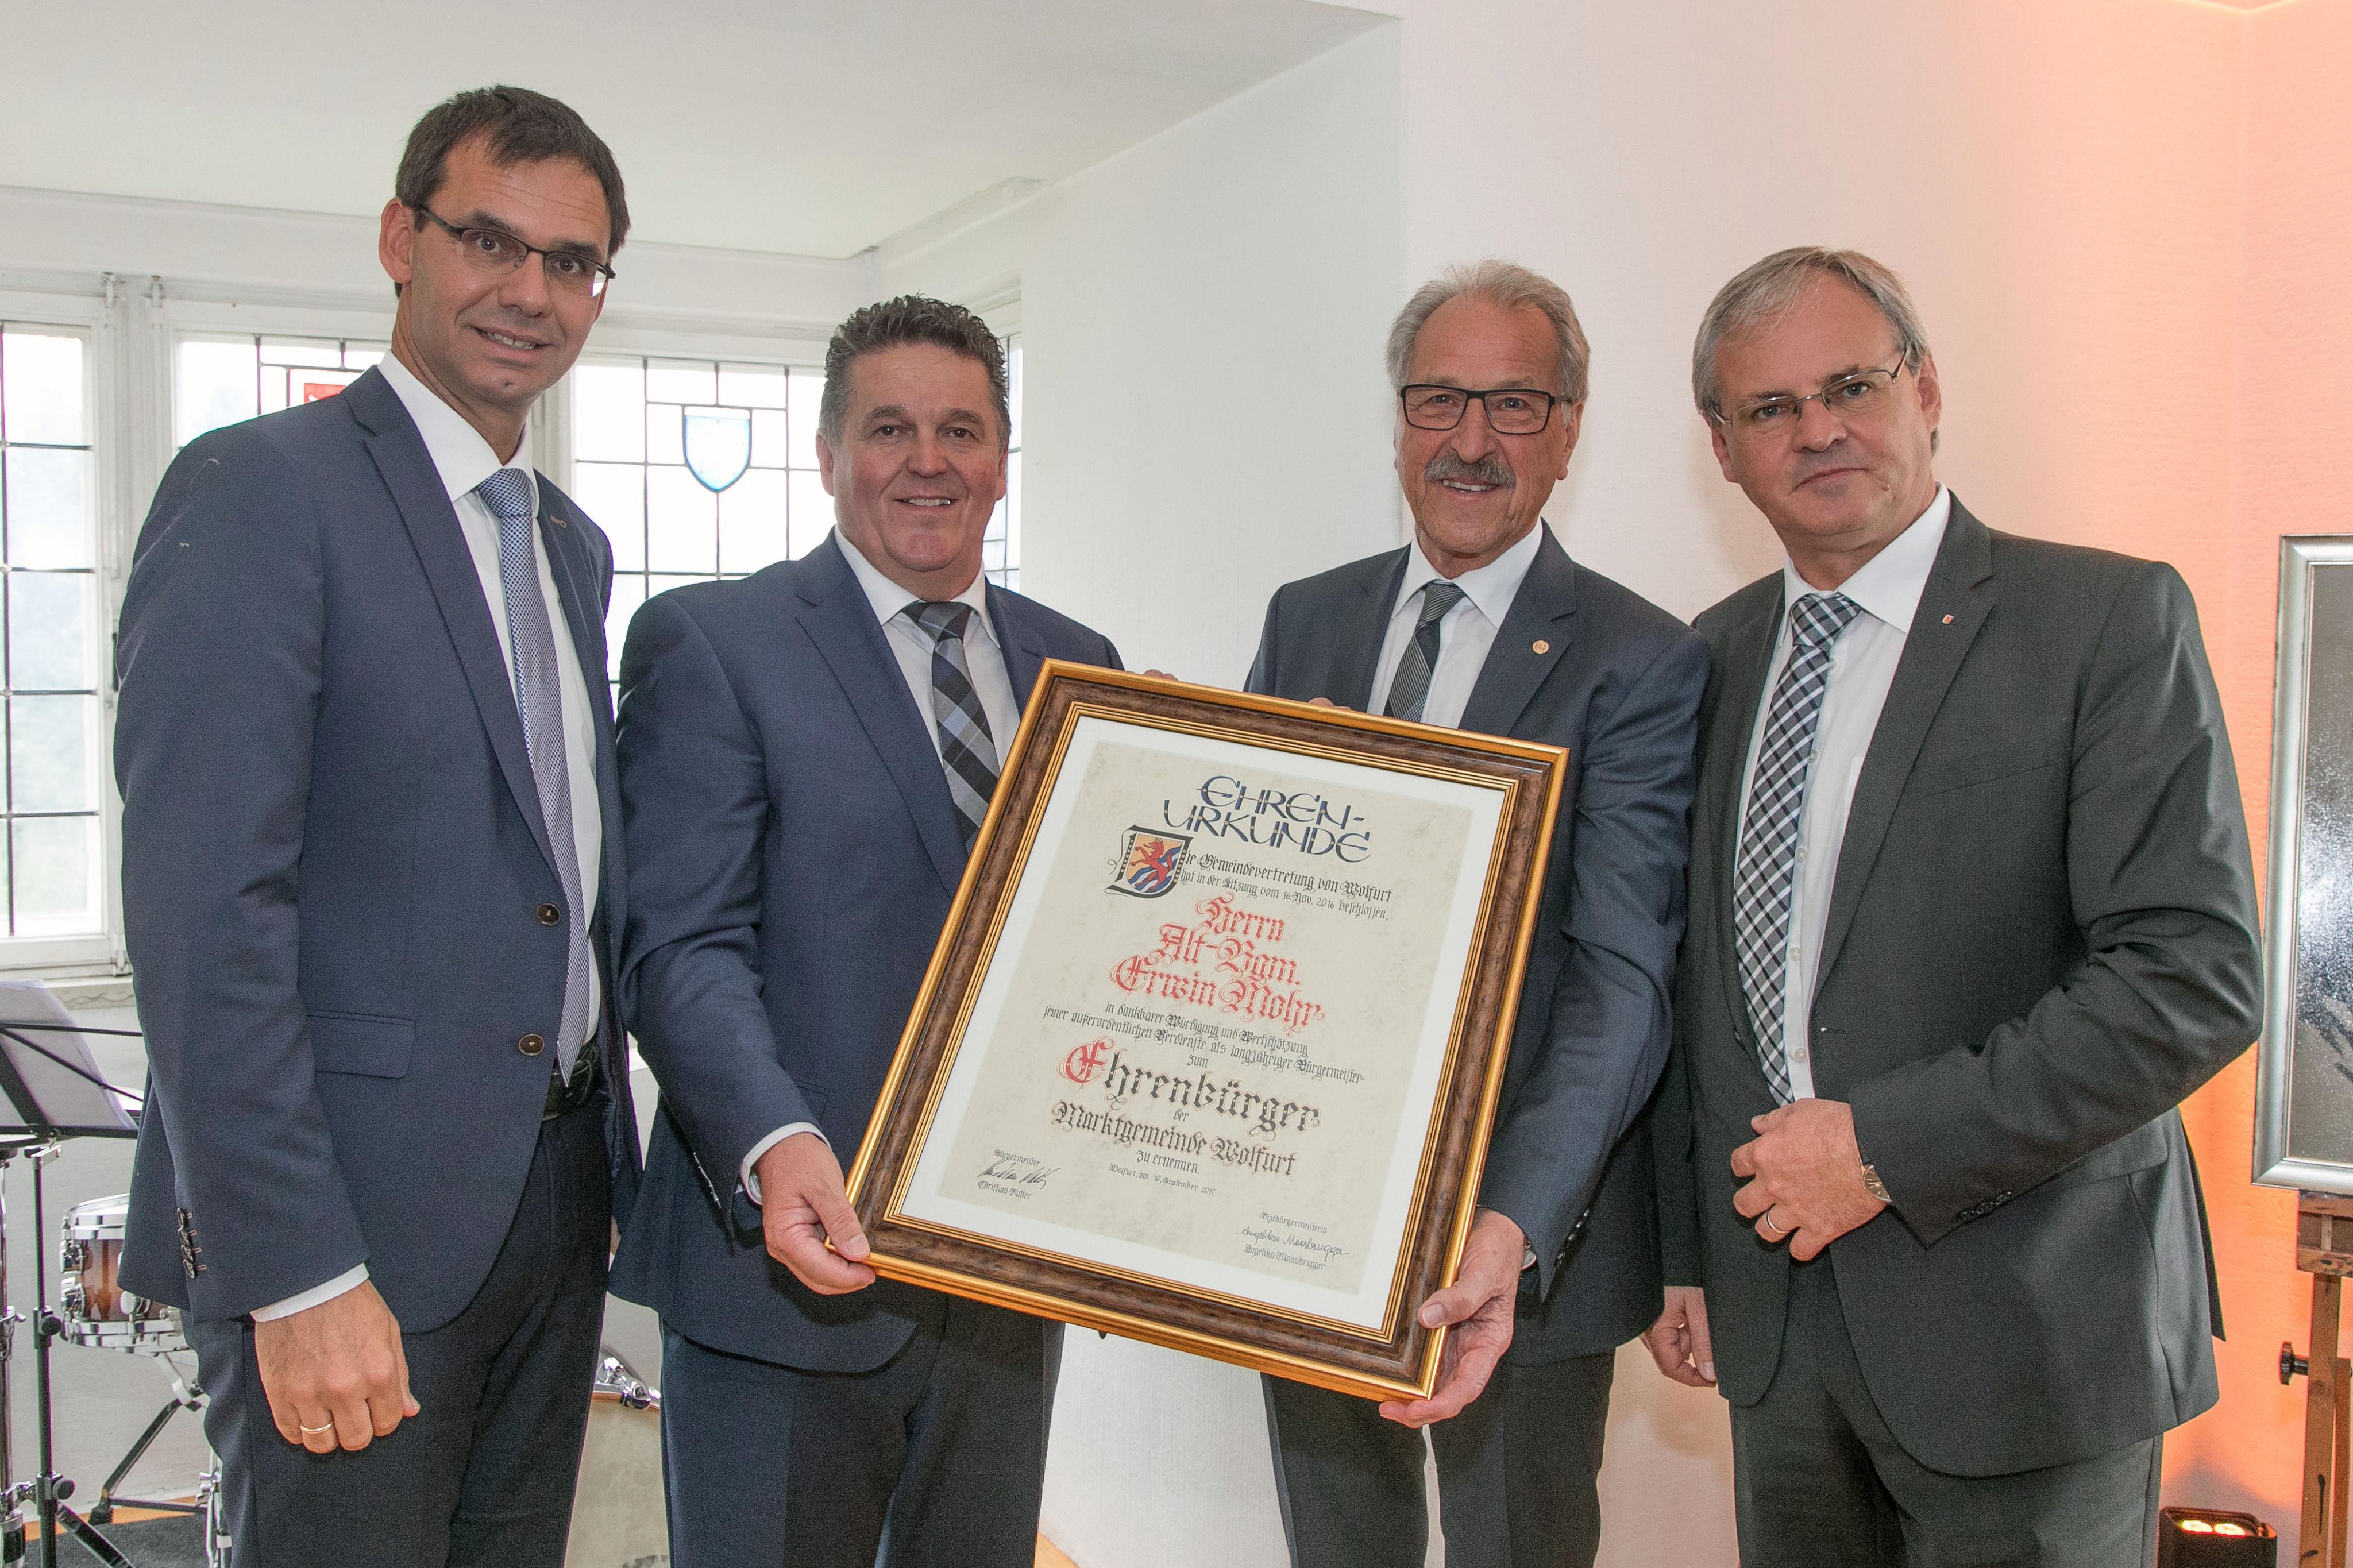 EHREN-
URKUNDE
Die Gemeindevertretung von Wolfurt
hat in der Sitzung vom 16. Nov. 2016 beschlossen,
Herrn
Alt-Bgm.
Erwin Mohr
in dankbarer Würdigung und Wertschätzung
seiner außerordentlichen Verdienste als langjähriger Bürgermeister
zum
Ehrenbürger
der
Marktgemeinde Wolfurt
zu ernennen.
Wolfurt, am 30. September 2017
Bürgermeister
Christian Natter
Vizebürgermeisterin
Angelika Moosbrugger
Angelika Moosbrugger